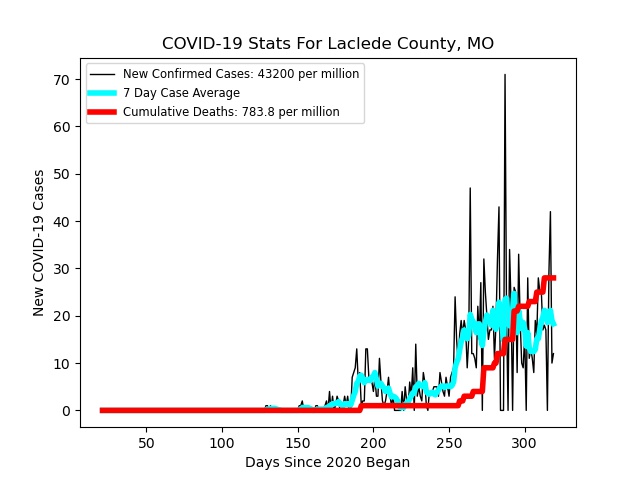 COVID-19 Stats For Laclede County, MO
New Confirmed Cases: 43200 per million
7 Day Case Average
Cumulative Deaths: 783.8 per million
New COVID-19 Cases
70
60
50
40
30
20
10
0
50 100 150 200 250 300
Days Since 2020 Began